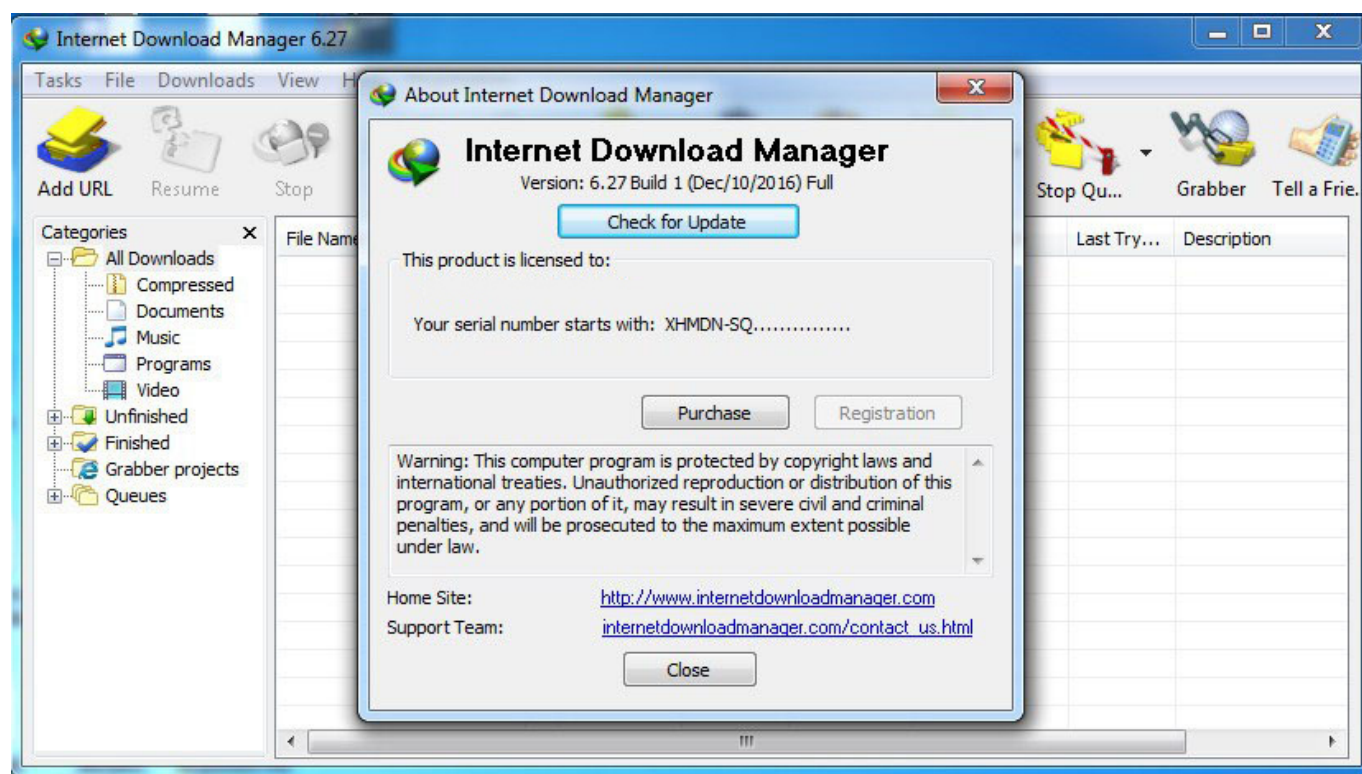 Internet Download Manager 6.27
Tasks File Downloads View H
Add URL
Resume
Stop
Stop Qu...
Grabber
Tell a Frie.
Categories
All Downloads
Compressed
Documents
Music
Programs
Video
Unfinished
Finished
Grabber projects
Queues
File Name
Last Try...
Description
About Internet Download Manager
Internet Download Manager
Version: 6.27 Build 1 (Dec/10/2016) Full
Check for Update
This product is licensed to:
Your serial number starts with: XHMDN-SQ...............
Purchase
Registration
Warning: This computer program is protected by copyright laws and
international treaties. Unauthorized reproduction or distribution of this
program, or any portion of it, may result in severe civil and criminal
penalties, and will be prosecuted to the maximum extent possible
under law.
Home Site: http://www.internetdownloadmanager.com
Support Team: internetdownloadmanager.com/contact_us.html
Close